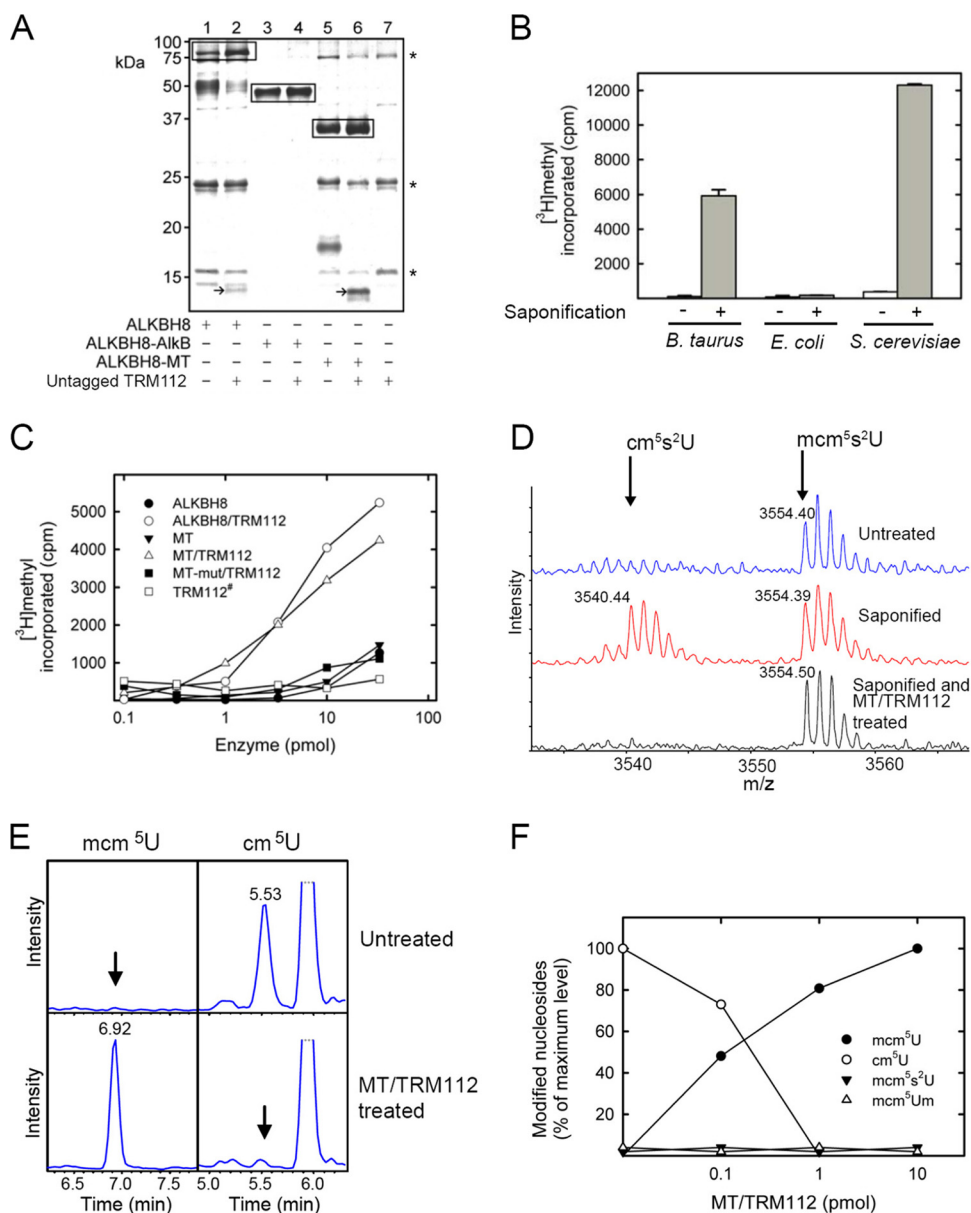 A
1 2 3 4 5 6 7
kDa
100
75
50
37
25
20
15
*
*
*
ALKBH8 + + − − − − −
ALKBH8-AlkB − − + + − − −
ALKBH8-MT − − − − + + −
Untagged TRM112 − + − + − + +
B
[³H]methyl
incorporated (cpm)
12000
10000
8000
6000
4000
2000
Saponification - + - + - +
B. taurus E. coli S. cerevisiae
C
[³H]methyl
incorporated (cpm)
5000
4000
3000
2000
1000
ALKBH8
ALKBH8/TRM112
MT
MT/TRM112
MT-mut/TRM112
TRM112#
0.1 1 10 100
Enzyme (pmol)
D
cm⁵s²U mcm⁵s²U
3554.40
Untreated
3540.44 3554.39
Saponified
3554.50
Saponified and
MT/TRM112
treated
Intensity
3540 3550 3560
m/z
E
mcm ⁵U cm ⁵U
Intensity
5.53
Untreated
Intensity
6.92
MT/TRM112
treated
6.5 7.0 7.5 5.0 5.5 6.0
Time (min) Time (min)
F
Modified nucleosides
(% of maximum level)
100
80
60
40
20
mcm⁵U
cm⁵U
mcm⁵s²U
mcm⁵Um
0.1 1 10
MT/TRM112 (pmol)